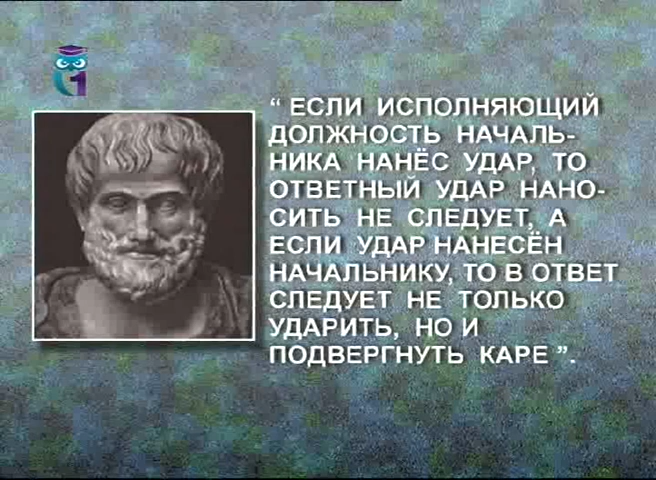 1
“ ЕСЛИ ИСПОЛНЯЮЩИЙ
ДОЛЖНОСТЬ НАЧАЛЬ-
НИКА НАНЁС УДАР, ТО
ОТВЕТНЫЙ УДАР НАНО-
СИТЬ НЕ СЛЕДУЕТ, А
ЕСЛИ УДАР НАНЕСЁН
НАЧАЛЬНИКУ, ТО В ОТВЕТ
СЛЕДУЕТ НЕ ТОЛЬКО
УДАРИТЬ, НО И
ПОДВЕРГНУТЬ КАРЕ ”.